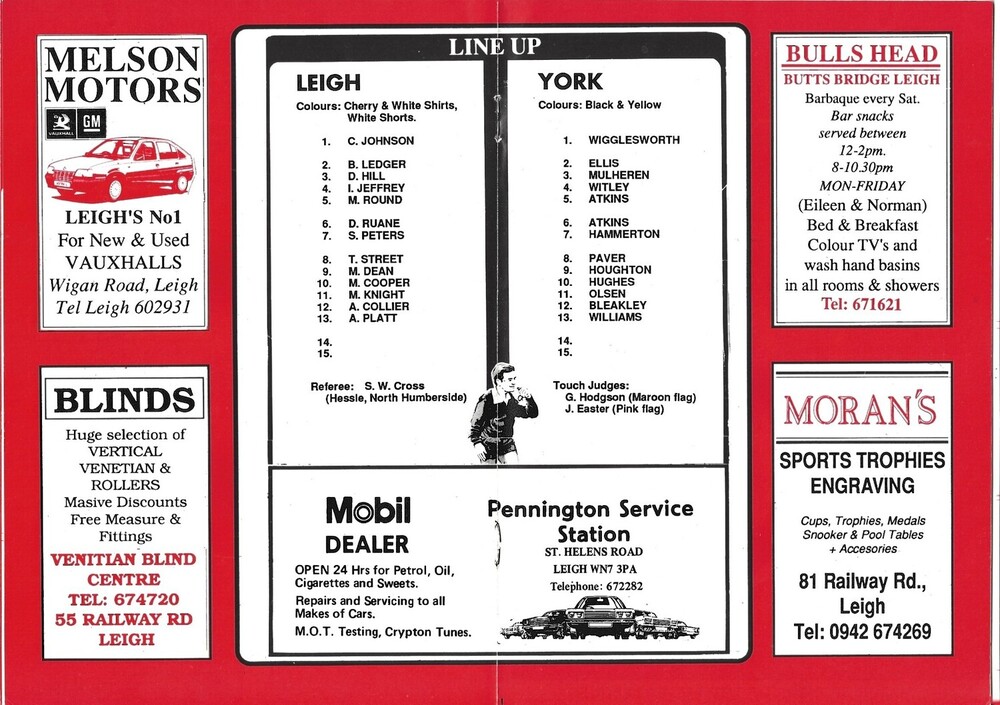 MELSON
MOTORS
VAUXHALL
GM
LEIGH'S No1
For New & Used
VAUXHALLS
Wigan Road, Leigh
Tel Leigh 602931
BLINDS
Huge selection of
VERTICAL
VENETIAN &
ROLLERS
Masive Discounts
Free Measure &
Fittings
VENITIAN BLIND
CENTRE
TEL: 674720
55 RAILWAY RD
LEIGH
LINE UP
LEIGH
Colours: Cherry & White Shirts,
White Shorts.
1. C. JOHNSON
2. B. LEDGER
3. D. HILL
4. I. JEFFREY
5. M. ROUND
6. D. RUANE
7. S. PETERS
8. T. STREET
9. M. DEAN
10. M. COOPER
11. M. KNIGHT
12. A. COLLIER
13. A. PLATT
14.
15.
Referee: S. W. Cross
(Hessie, North Humberside)
YORK
Colours: Black & Yellow
1. WIGGLESWORTH
2. ELLIS
3. MULHEREN
4. WITLEY
5. ATKINS
6. ATKINS
7. HAMMERTON
8. PAVER
9. HOUGHTON
10. HUGHES
11. OLSEN
12. BLEAKLEY
13. WILLIAMS
14.
15.
Touch Judges:
G. Hodgson (Maroon flag)
J. Easter (Pink flag)
Mobil
DEALER
OPEN 24 Hrs for Petrol, Oil,
Cigarettes and Sweets.
Repairs and Servicing to all
Makes of Cars.
M.O.T. Testing, Crypton Tunes.
Pennington Service
Station
ST. HELENS ROAD
LEIGH WN7 3PA
Telephone: 672282
BULLS HEAD
BUTTS BRIDGE LEIGH
Barbaque every Sat.
Bar snacks
served between
12-2pm.
8-10.30pm
MON-FRIDAY
(Eileen & Norman)
Bed & Breakfast
Colour TV's and
wash hand basins
in all rooms & showers
Tel: 671621
MORAN'S
SPORTS TROPHIES
ENGRAVING
Cups, Trophies, Medals
Snooker & Pool Tables
+ Accesories
81 Railway Rd.,
Leigh
Tel: 0942 674269